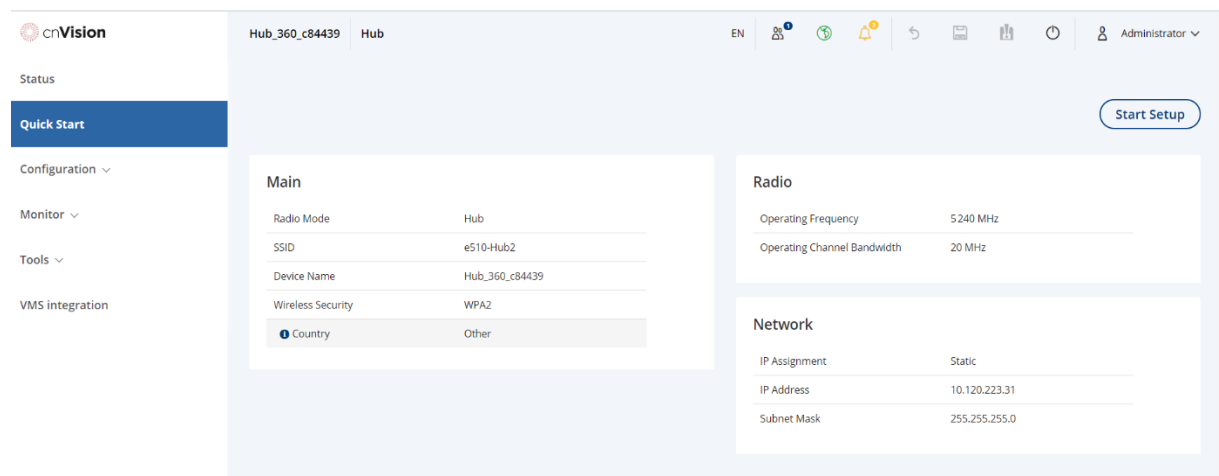 cnVision
Hub_360_c84439 Hub
EN 1 2 Administrator
Status
Quick Start
Configuration
Monitor
Tools
VMS integration
Start Setup
Main
Radio Mode Hub
SSID e510-Hub2
Device Name Hub_360_c84439
Wireless Security WPA2
Country Other
Radio
Operating Frequency 5240 MHz
Operating Channel Bandwidth 20 MHz
Network
IP Assignment Static
IP Address 10.120.223.31
Subnet Mask 255.255.255.0